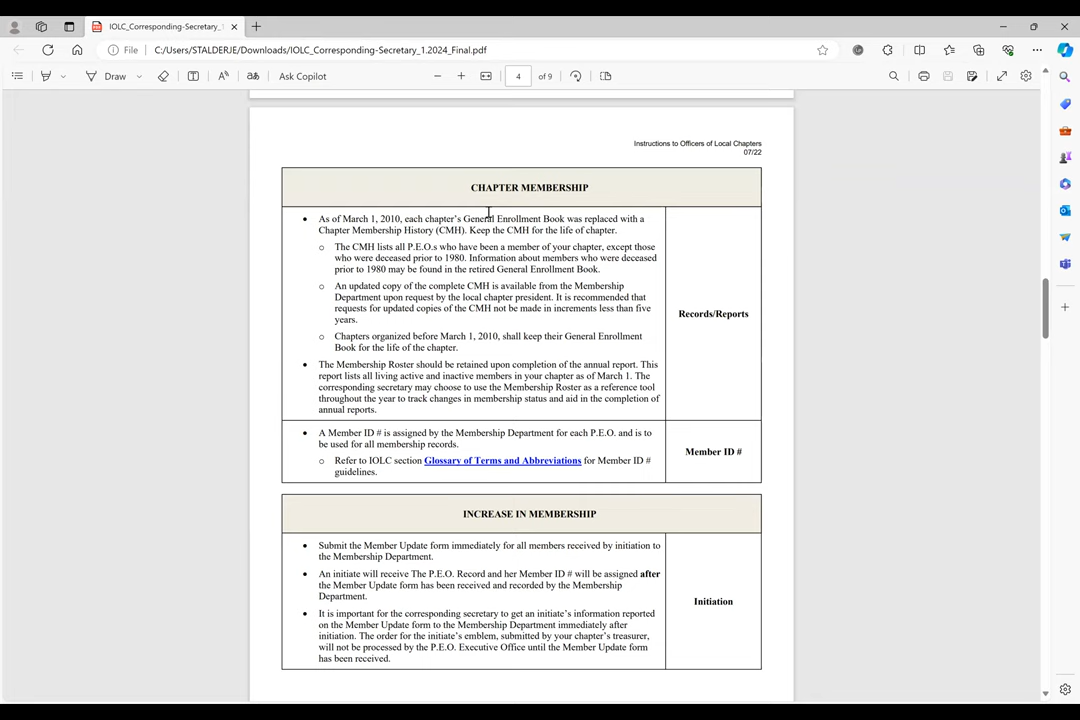 IOLC_Corresponding-Secretary_1
File
C:/Users/STALDERJE/Downloads/IOLC_Corresponding-Secretary_1.2024_Final.pdf
Draw
Ask Copilot
4
of 9
Instructions to Officers of Local Chapters
07/22
CHAPTER MEMBERSHIP
• As of March 1, 2010, each chapter's General Enrollment Book was replaced with a
Chapter Membership History (CMH). Keep the CMH for the life of chapter.
o The CMH lists all P.E.O.s who have been a member of your chapter, except those
who were deceased prior to 1980. Information about members who were deceased
prior to 1980 may be found in the retired General Enrollment Book.
o An updated copy of the complete CMH is available from the Membership
Department upon request by the local chapter president. It is recommended that
requests for updated copies of the CMH not be made in increments less than five
years.
o Chapters organized before March 1, 2010, shall keep their General Enrollment
Book for the life of the chapter.
• The Membership Roster should be retained upon completion of the annual report. This
report lists all living active and inactive members in your chapter as of March 1. The
corresponding secretary may choose to use the Membership Roster as a reference tool
throughout the year to track changes in membership status and aid in the completion of
annual reports.
Records/Reports
• A Member ID # is assigned by the Membership Department for each P.E.O. and is to
be used for all membership records.
o Refer to IOLC section Glossary of Terms and Abbreviations for Member ID #
guidelines.
Member ID #
INCREASE IN MEMBERSHIP
• Submit the Member Update form immediately for all members received by initiation to
the Membership Department.
• An initiate will receive The P.E.O. Record and her Member ID # will be assigned after
the Member Update form has been received and recorded by the Membership
Department.
• It is important for the corresponding secretary to get an initiate's information reported
on the Member Update form to the Membership Department immediately after
initiation. The order for the initiate's emblem, submitted by your chapter's treasurer,
will not be processed by the P.E.O. Executive Office until the Member Update form
has been received.
Initiation